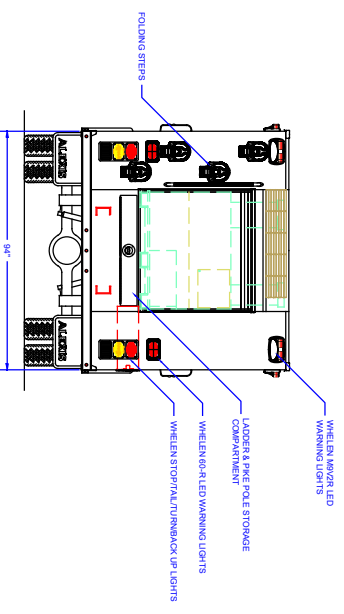 FOLDING STEPS
WHELEN M9V2R LED
WARNING LIGHTS
LADDER & PIKE POLE STORAGE
COMPARTMENT
WHELEN 60-R LED WARNING LIGHTS
WHELEN STOP/TAIL/TURN/BACK UP LIGHTS
94"